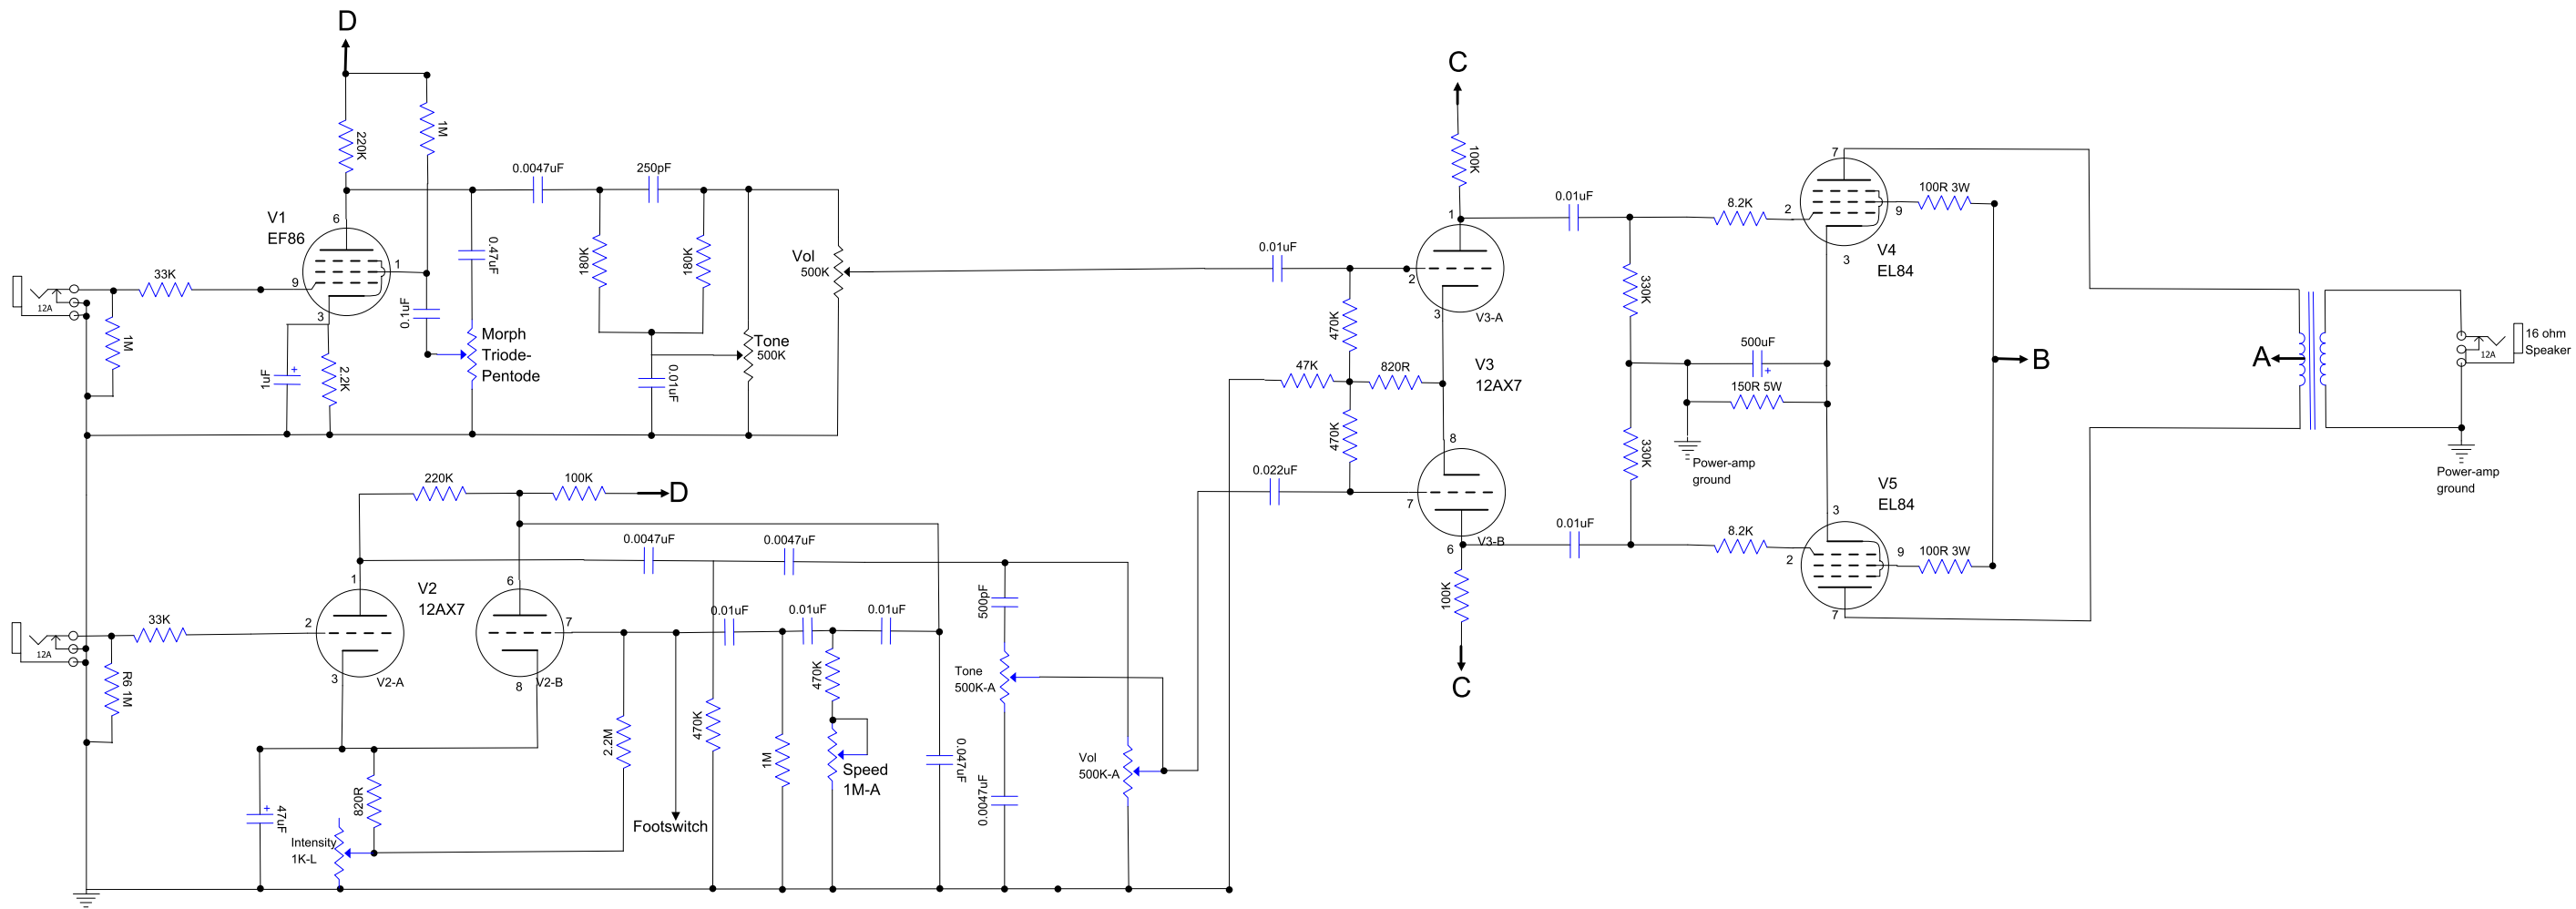 D
220K
1M
0.0047uF
250pF
V1
EF86
6
1
9
3
33K
12A
1M
1uF
+
2.2K
0.1uF
0.47uF
Morph
Triode-
Pentode
180K
180K
0.01uF
Tone
500K
Vol
500K
220K
100K
D
0.0047uF
0.0047uF
V2
12AX7
1
2
3
V2-A
6
7
8
V2-B
33K
12A
R6 1M
47uF
+
820R
Intensity
1K-L
2.2M
Footswitch
470K
0.01uF
0.01uF
0.01uF
1M
470K
Speed
1M-A
0.0047uF
500pF
Tone
500K-A
0.0047uF
Vol
500K-A
C
100K
0.01uF
1
2
3
V3-A
470K
47K
820R
V3
12AX7
470K
0.022uF
8
7
6
V3-B
100K
C
0.01uF
0.01uF
330K
330K
8.2K
8.2K
500uF
+
150R 5W
Power-amp
ground
7
2
9
3
V4
EL84
100R 3W
B
V5
EL84
3
2
9
7
100R 3W
A
16 ohm
Speaker
12A
Power-amp
ground